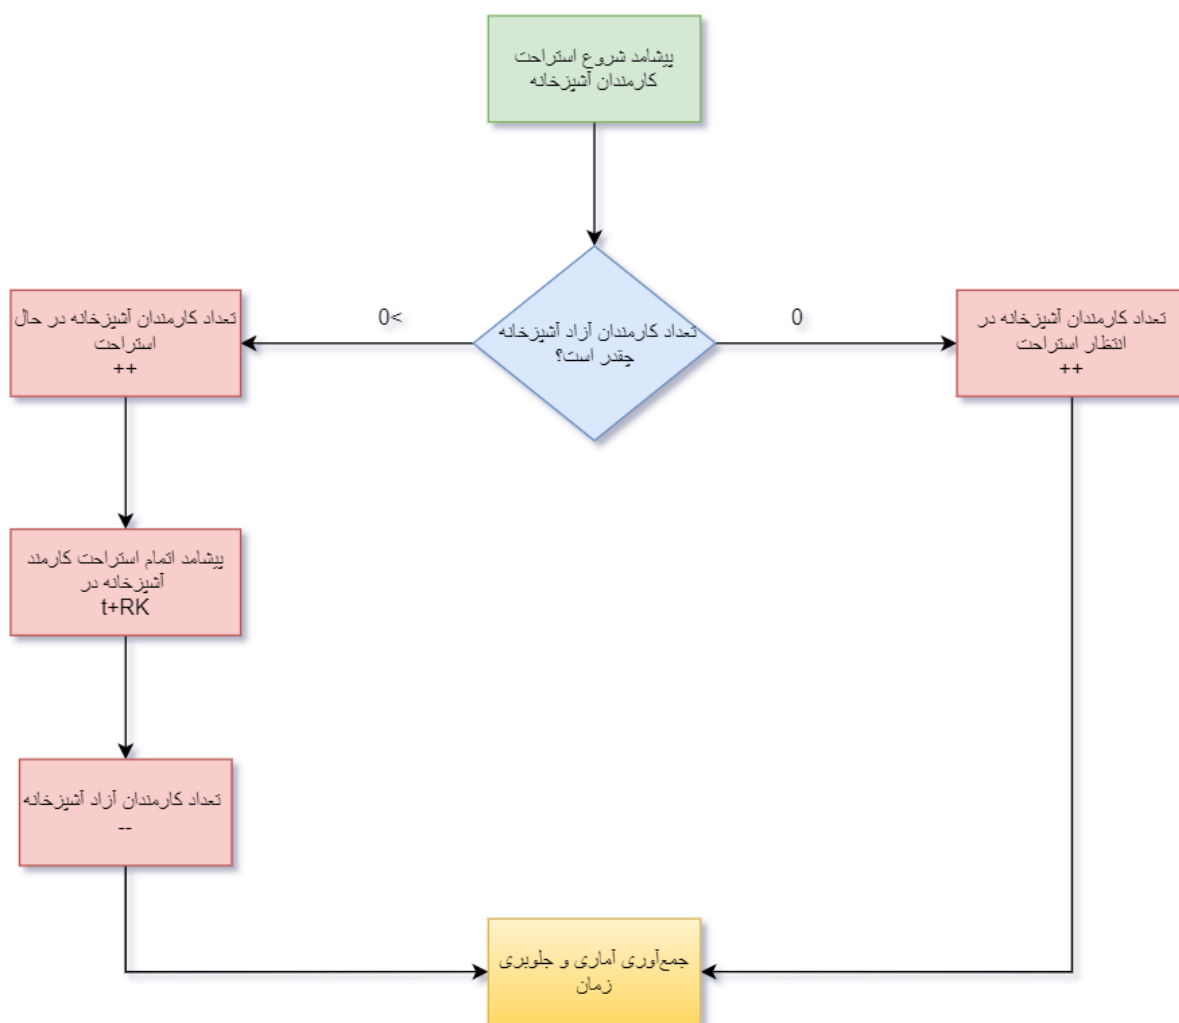 پیشامد شروع استراحت
کارمندان آشپزخانه
تعداد کارمندان آزاد آشپزخانه
چقدر است؟
0
0<
تعداد کارمندان آشپزخانه در
انتظار استراحت
++
تعداد کارمندان آشپزخانه در حال
استراحت
++
پیشامد اتمام استراحت کارمند
آشپزخانه در
t+RK
تعداد کارمندان آزاد آشپزخانه
--
جمع‌آوری آماری و جلوبری
زمان